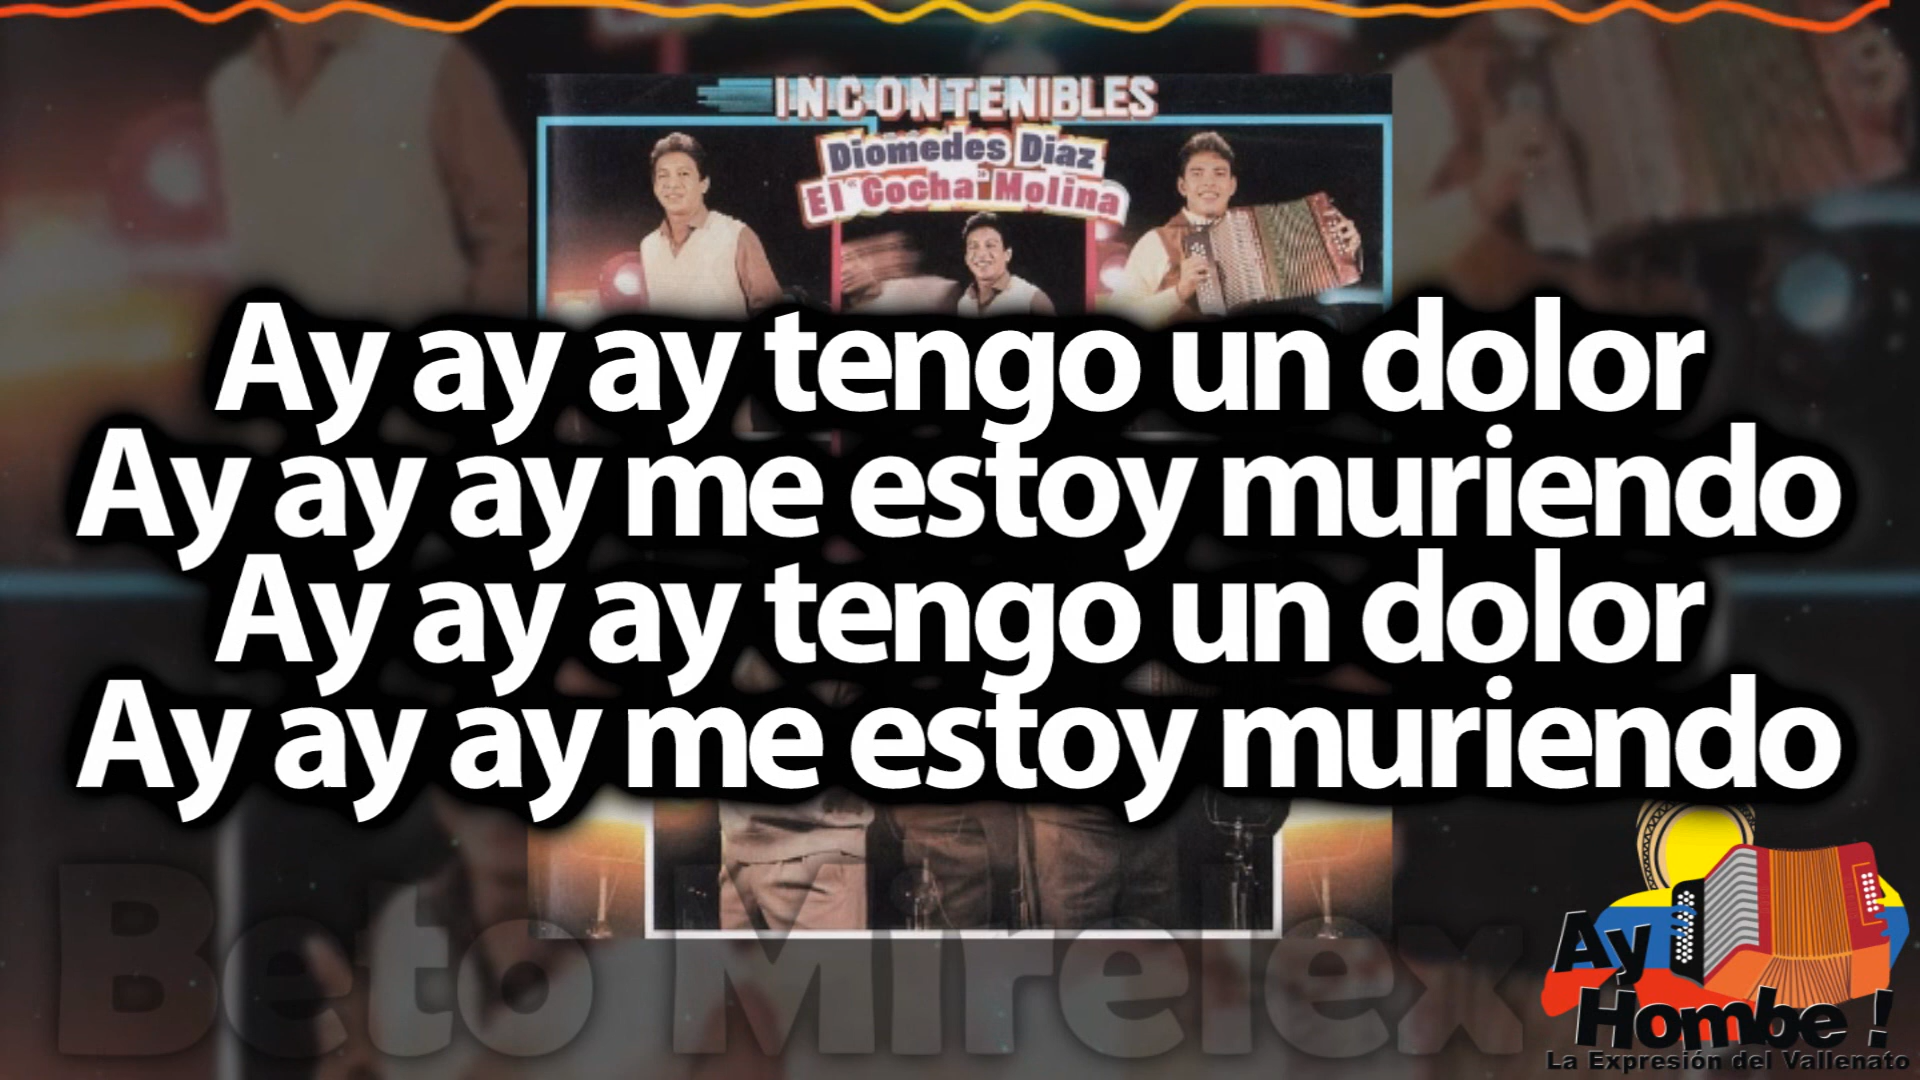 INCONTENIBLES
Diomedes Diaz
El "Cocha" Molina
Ay ay ay tengo un dolor
Ay ay ay me estoy muriendo
Ay ay ay tengo un dolor
Ay ay ay me estoy muriendo
Beto Mirelex
Ay
Hombe !
La Expresión del Vallenato